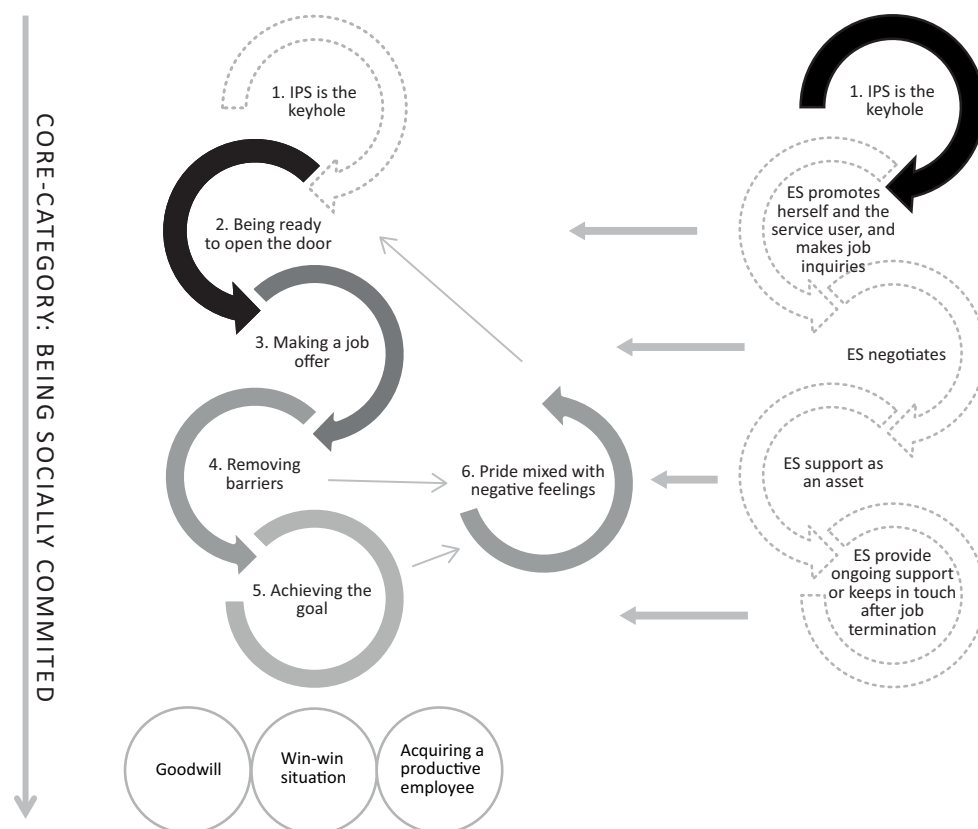 CORE-CATEGORY: BEING SOCIALLY COMMITED
1. IPS is the
keyhole
2. Being ready
to open the door
3. Making a job
offer
4. Removing
barriers
5. Achieving the
goal
6. Pride mixed with
negative feelings
1. IPS is the
keyhole
ES promotes
herself and the
service user, and
makes job
inquiries
ES negotiates
ES support as
an asset
ES provide
ongoing support
or keeps in touch
after job
termination
Goodwill
Win-win
situation
Acquiring a
productive
employee